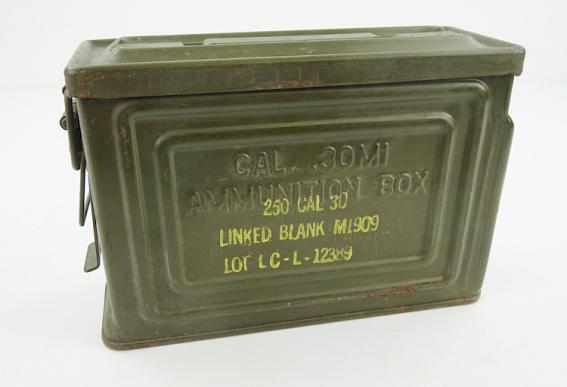 CAL. .30M1
AMMUNITION BOX
250 CAL 30
LINKED BLANK M1909
LOT LC-L-12389